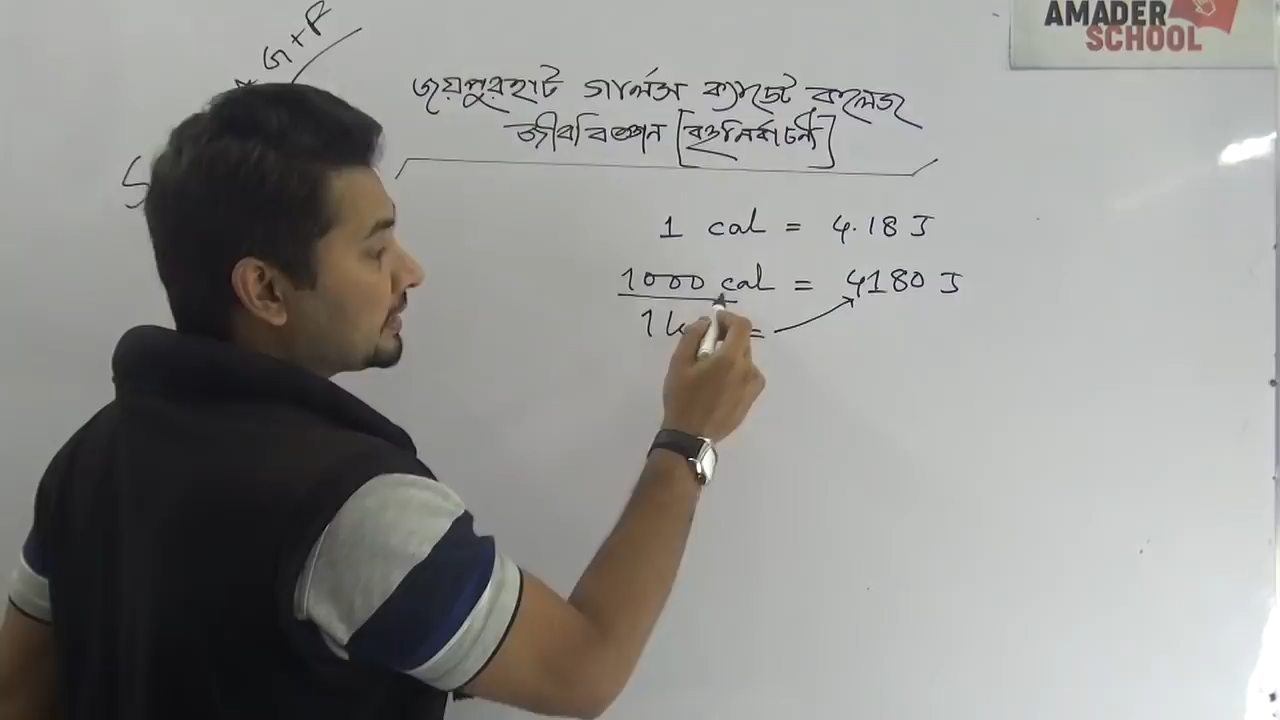 AMADER
SCHOOL
জয়পুরহাট গার্লস ক্যাডেট কলেজ
জীববিজ্ঞান [বহুনির্বাচনী]
1 cal = 4.18 J
1000 cal = 4180 J
=